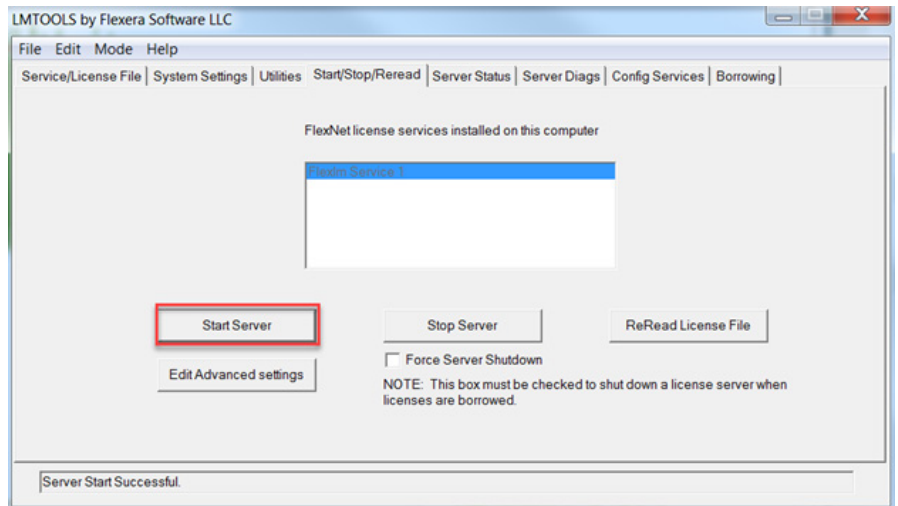 LMTOOLS by Flexera Software LLC
File Edit Mode Help
Service/License File System Settings Utilities Start/Stop/Reread Server Status Server Diags Config Services Borrowing
FlexNet license services installed on this computer
Flexlm Service 1
Start Server Stop Server ReRead License File
Force Server Shutdown
Edit Advanced settings
NOTE: This box must be checked to shut down a license server when
licenses are borrowed.
Server Start Successful.